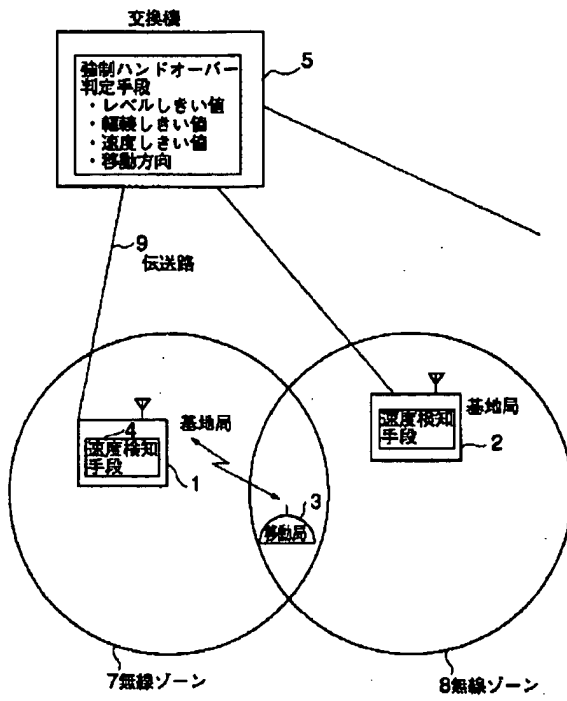 交換機
5
強制ハンドオーバー
判定手段
・レベルしきい値
・輻輳しきい値
・速度しきい値
・移動方向
9
伝送路
基地局
4
速度検知
手段
1
基地局
速度検知
手段
2
3
移動局
7無線ゾーン
8無線ゾーン